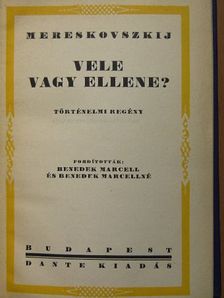 MERESKOVSZKIJ
VELE
VAGY ELLENE?
TÖRTÉNELMI REGÉNY
FORDÍTOTTÁK:
BENEDEK MARCELL
ÉS BENEDEK MARCELLNÉ
BUDAPEST
DANTE KIADÁS